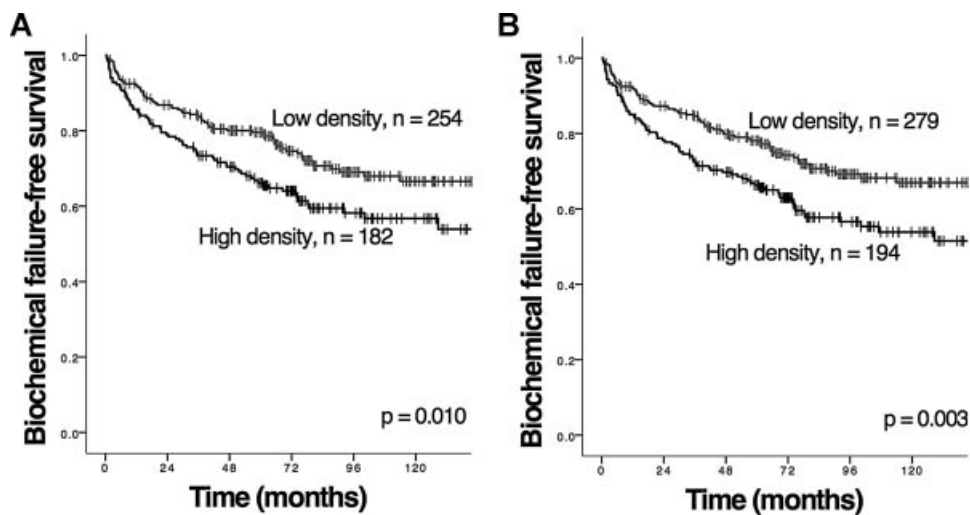 A
Biochemical failure-free survival
1.0
0.8
0.6
0.4
0.2
0.0
Low density, n = 254
High density, n = 182
p = 0.010
0 24 48 72 96 120
Time (months)
B
Biochemical failure-free survival
1.0
0.8
0.6
0.4
0.2
0.0
Low density, n = 279
High density, n = 194
p = 0.003
0 24 48 72 96 120
Time (months)